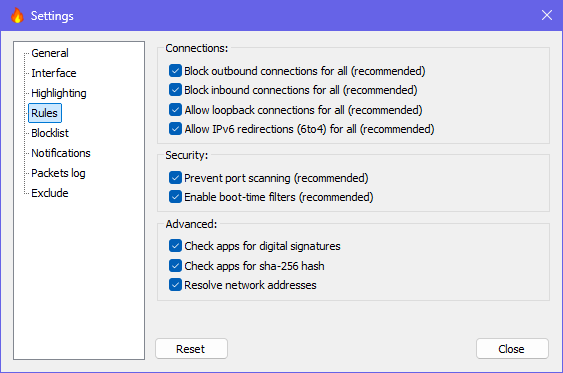 Settings
General
Interface
Highlighting
Rules
Blocklist
Notifications
Packets log
Exclude
Connections:
Block outbound connections for all (recommended)
Block inbound connections for all (recommended)
Allow loopback connections for all (recommended)
Allow IPv6 redirections (6to4) for all (recommended)
Security:
Prevent port scanning (recommended)
Enable boot-time filters (recommended)
Advanced:
Check apps for digital signatures
Check apps for sha-256 hash
Resolve network addresses
Reset
Close